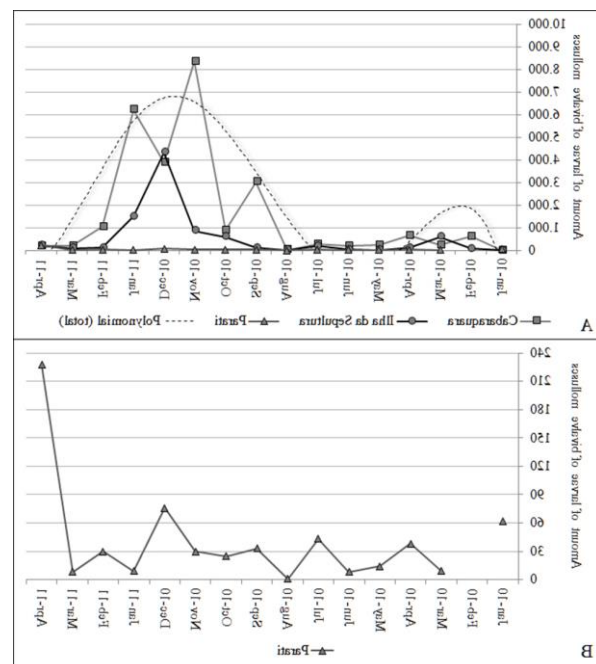 Amount of larvae of bivalve molluscs
10.000
9.000
8.000
7.000
6.000
5.000
4.000
3.000
2.000
1.000
0
Jan-10
Feb-10
Mar-10
Apr-10
May-10
Jun-10
Jul-10
Aug-10
Sep-10
Oct-10
Nov-10
Dec-10
Jan-11
Feb-11
Mar-11
Apr-11
A
Cabaraquara Ilha da Sepultura Parati Polynomial (total)
Amount of larvae of bivalve molluscs
240
210
180
150
120
90
60
30
0
Jan-10
Feb-10
Mar-10
Apr-10
May-10
Jun-10
Jul-10
Aug-10
Sep-10
Oct-10
Nov-10
Dec-10
Jan-11
Feb-11
Mar-11
Apr-11
B
Parati